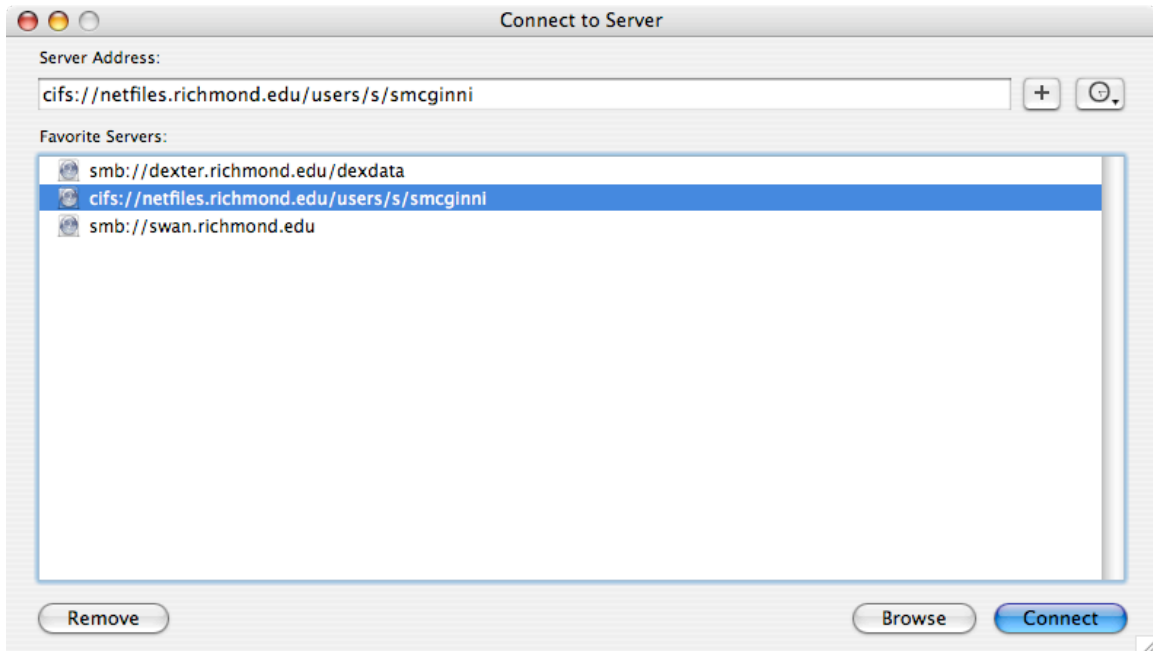 Connect to Server
Server Address:
cifs://netfiles.richmond.edu/users/s/smcginni
+
Favorite Servers:
smb://dexter.richmond.edu/dexdata
cifs://netfiles.richmond.edu/users/s/smcginni
smb://swan.richmond.edu
Remove Browse Connect